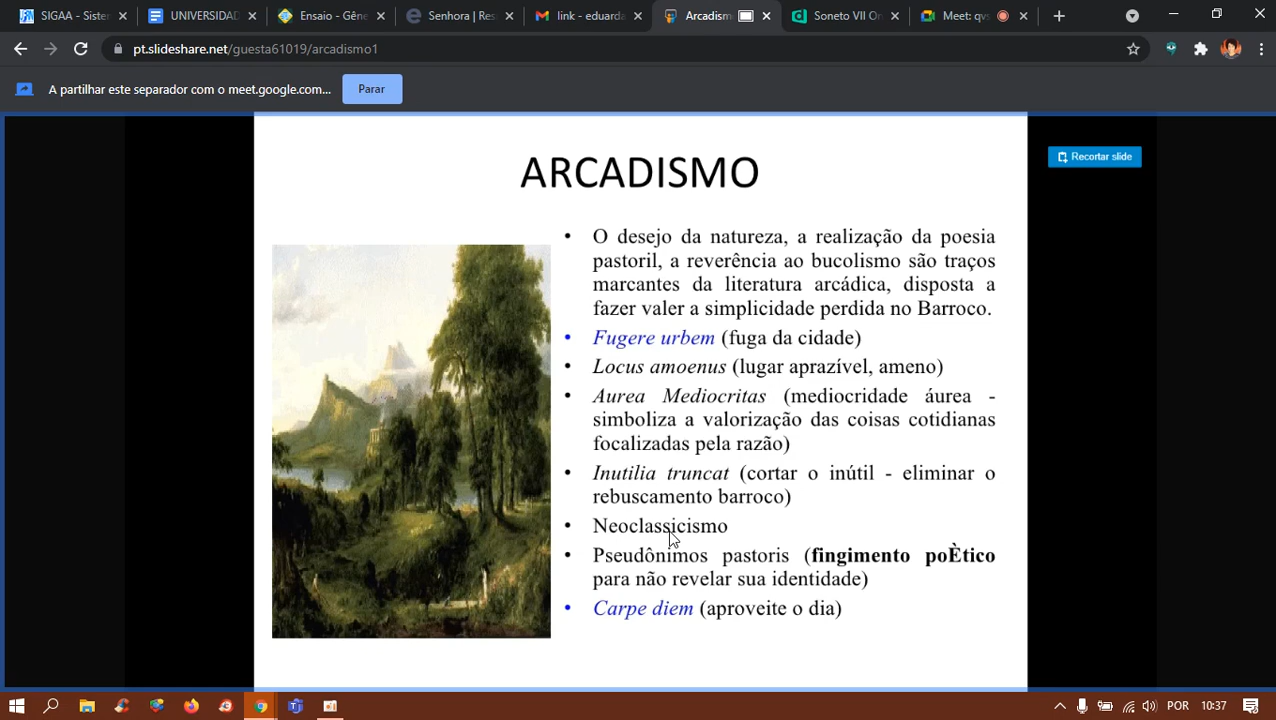 SIGAA - Sister
UNIVERSIDA
Ensaio - Gêne
Senhora | Res
link - eduarda
Arcadism
Soneto VII On
Meet: qvs
pt.slideshare.net/guesta61019/arcadismo1
A partilhar este separador com o meet.google.com... Parar
Recortar slide
ARCADISMO
• O desejo da natureza, a realização da poesia
pastoril, a reverência ao bucolismo são traços
marcantes da literatura arcádica, disposta a
fazer valer a simplicidade perdida no Barroco.
• Fugere urbem (fuga da cidade)
• Locus amoenus (lugar aprazível, ameno)
• Aurea Mediocritas (mediocridade áurea -
simboliza a valorização das coisas cotidianas
focalizadas pela razão)
• Inutilia truncat (cortar o inútil - eliminar o
rebuscamento barroco)
• Neoclassicismo
• Pseudônimos pastoris (fingimento poÈtico
para não revelar sua identidade)
• Carpe diem (aproveite o dia)
POR 10:37